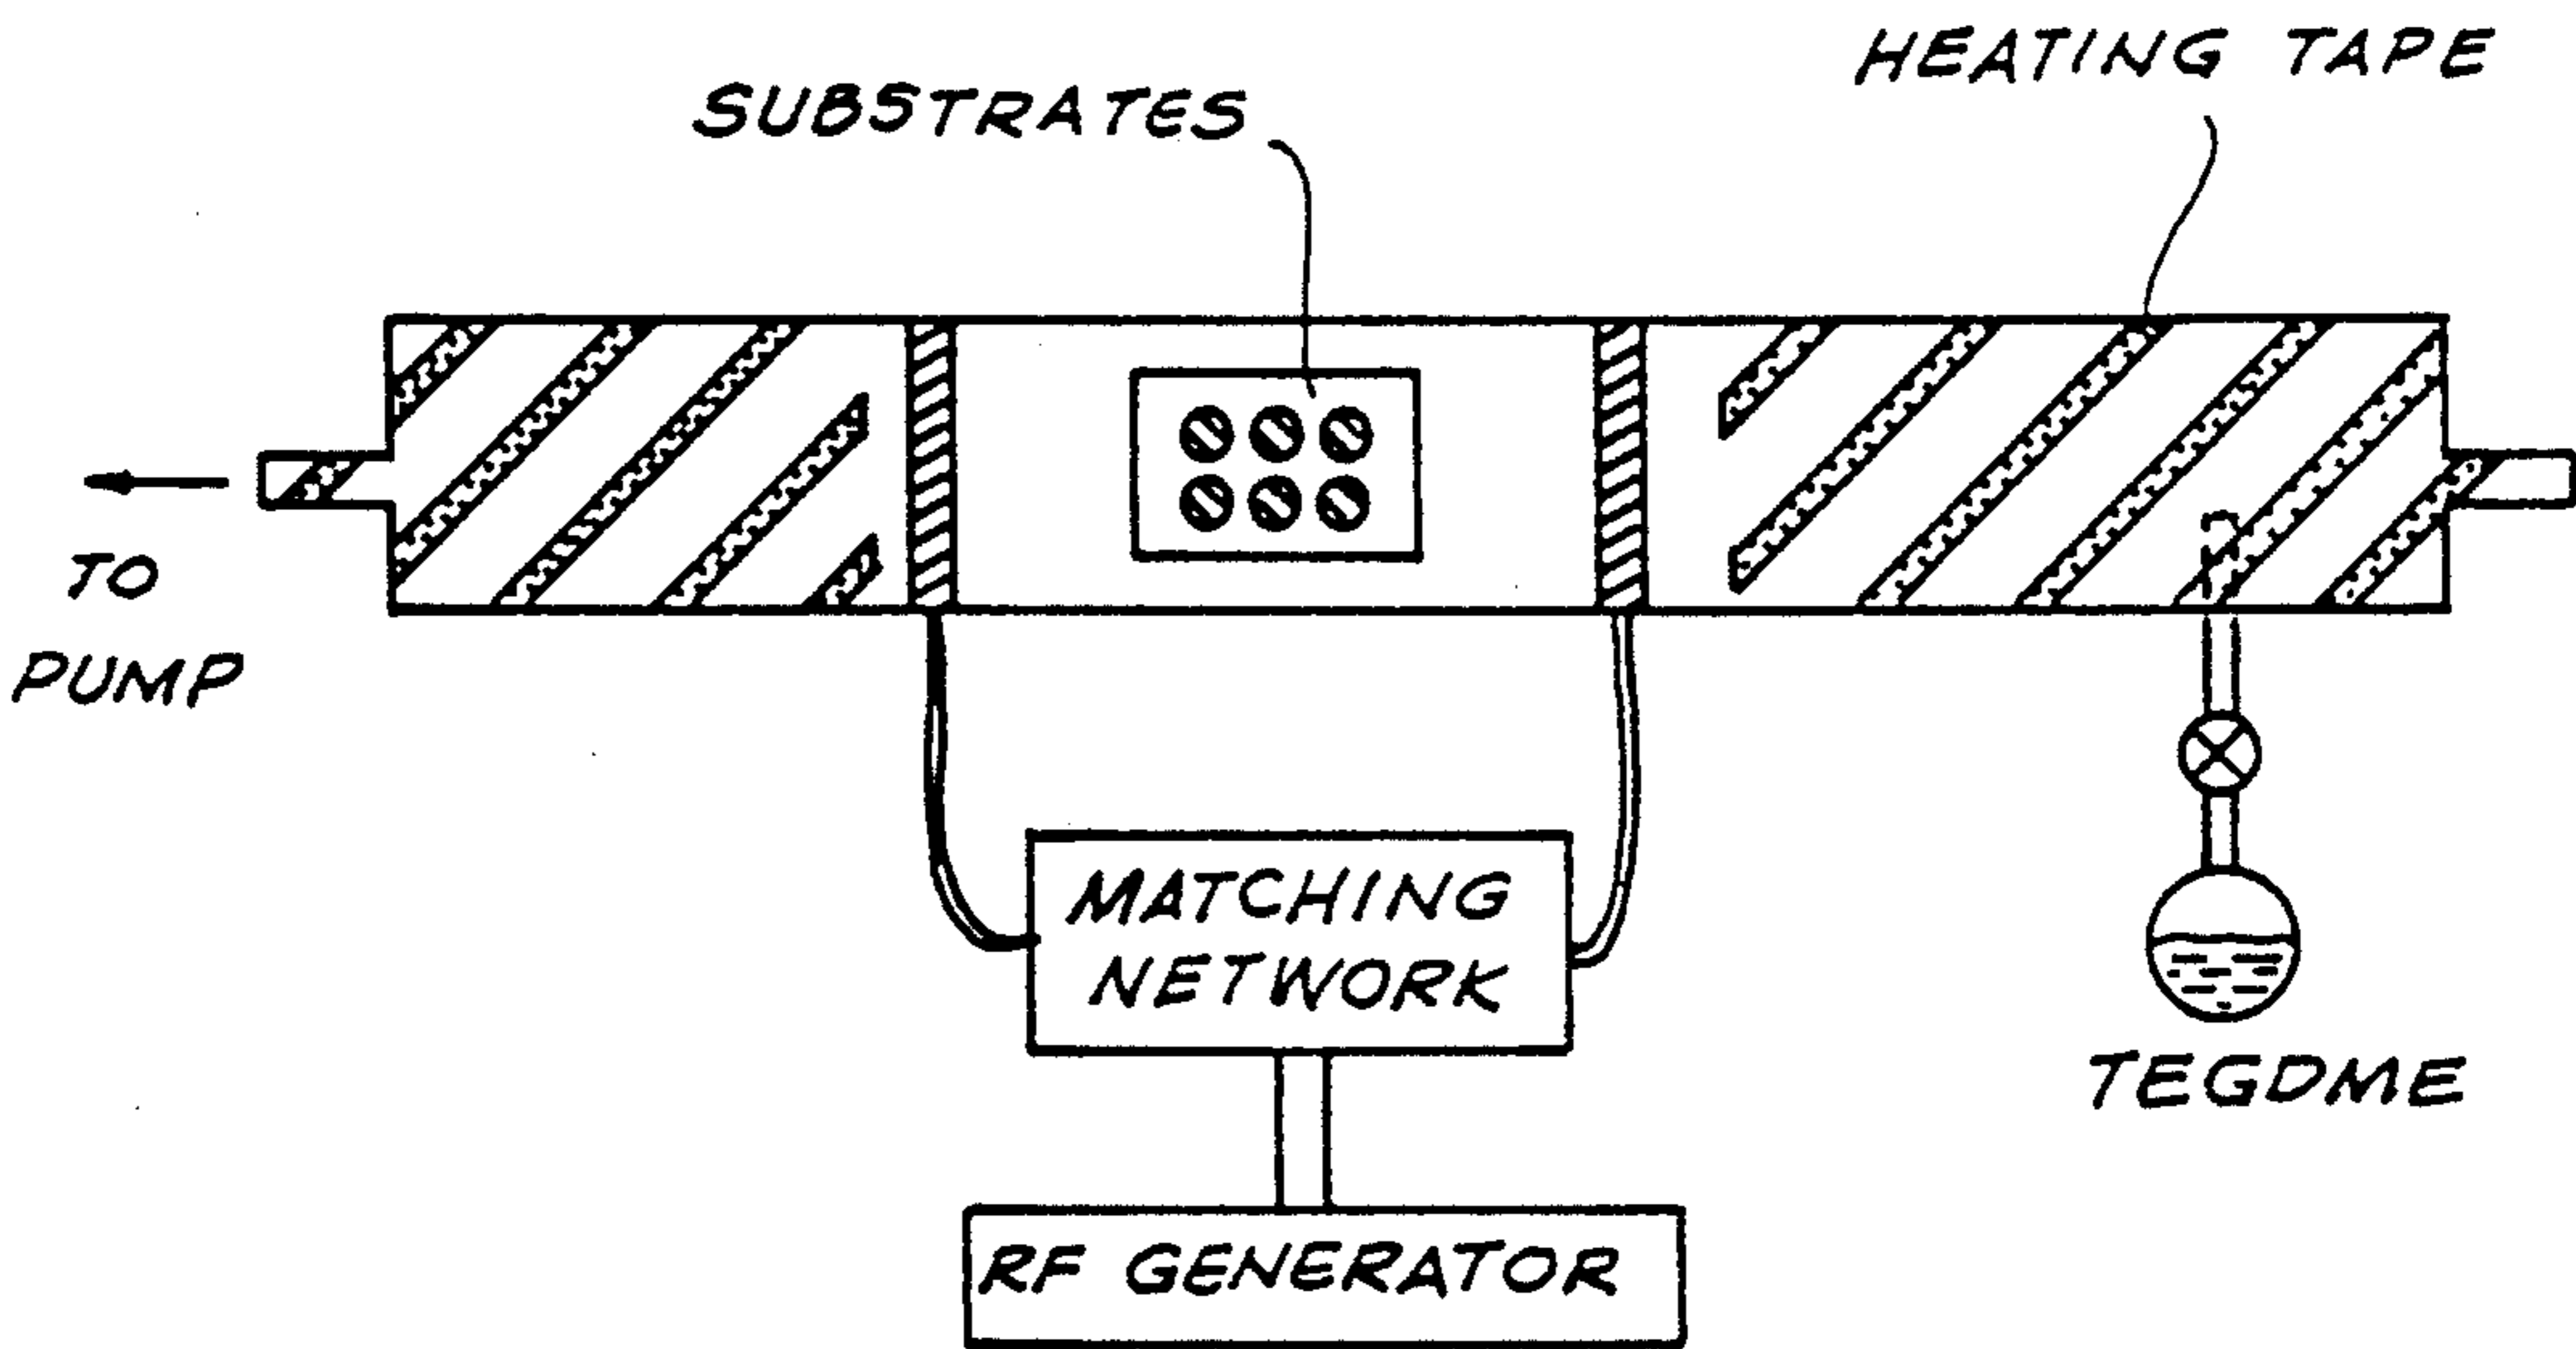 HEATING TAPE
SUBSTRATES
TO
PUMP
MATCHING
NETWORK
TEGDME
RF GENERATOR